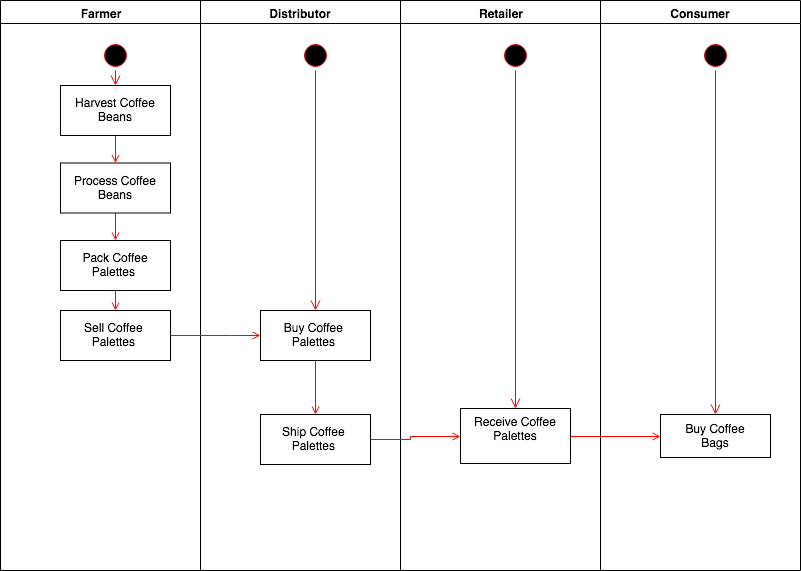 Farmer
Distributor
Retailer
Consumer
Harvest Coffee
Beans
Process Coffee
Beans
Pack Coffee
Palettes
Sell Coffee
Palettes
Buy Coffee
Palettes
Ship Coffee
Palettes
Receive Coffee
Palettes
Buy Coffee
Bags